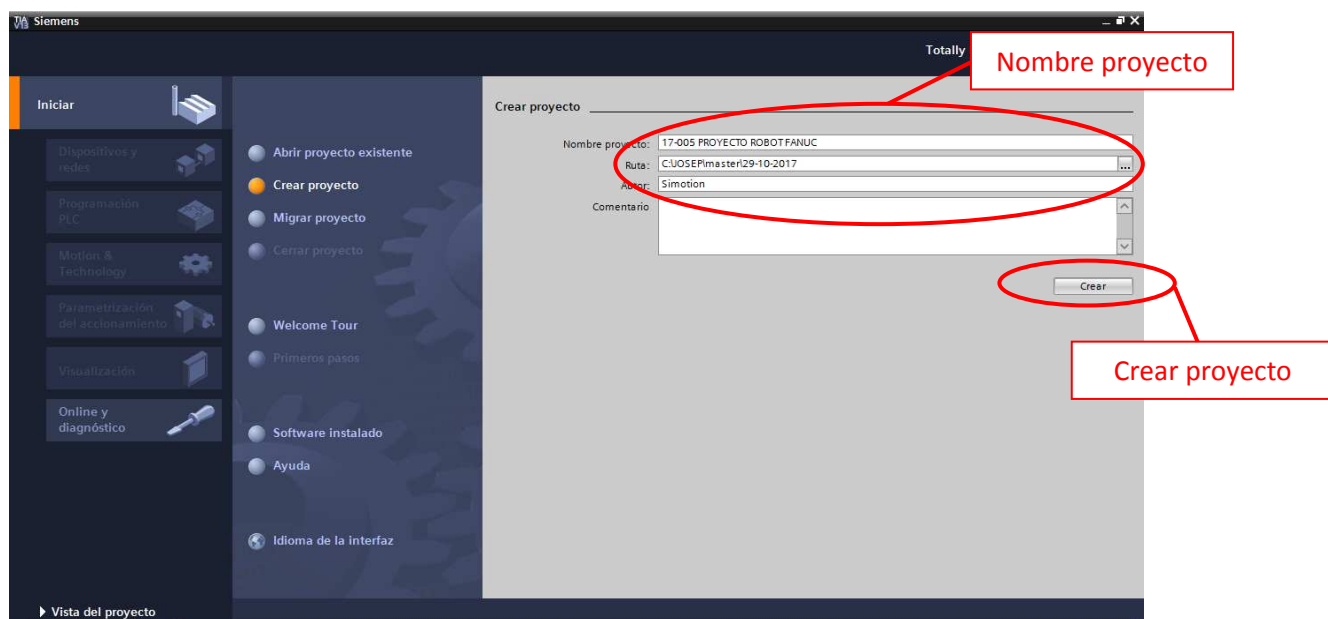 TIA V13 Siemens
Totally
Nombre proyecto
Iniciar
Dispositivos y
redes
Programación
PLC
Motion &
Technology
Parametrización
del accionamiento
Visualización
Online y
diagnóstico
Vista del proyecto
Abrir proyecto existente
Crear proyecto
Migrar proyecto
Cerrar proyecto
Welcome Tour
Primeros pasos
Software instalado
Ayuda
Idioma de la interfaz
Crear proyecto
Nombre proyecto: 17-005 PROYECTO ROBOT FANUC
Ruta: C:\JOSEP\master\29-10-2017 ...
Autor: Simotion
Comentario
Crear
Crear proyecto